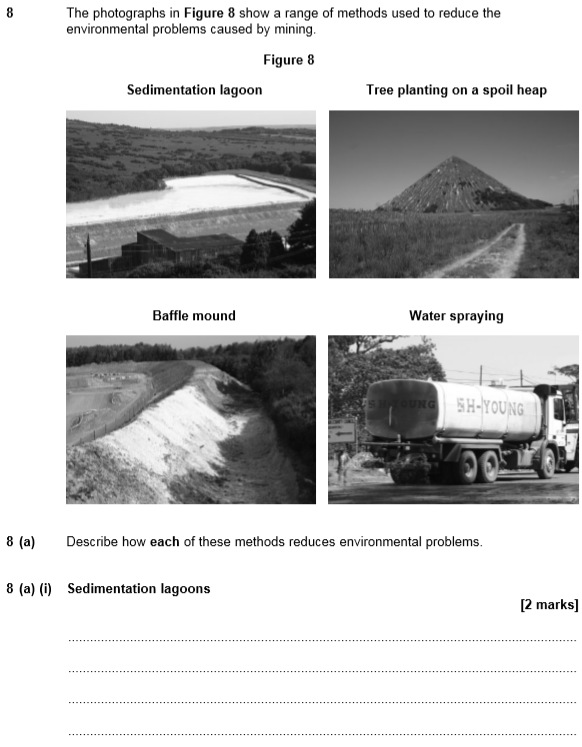 8 The photographs in Figure 8 show a range of methods used to reduce the
environmental problems caused by mining.
Figure 8
Sedimentation lagoon
Tree planting on a spoil heap
Baffle mound
Water spraying
SH-YOUNG
SH-YOUNG
8 (a) Describe how each of these methods reduces environmental problems.
8 (a) (i) Sedimentation lagoons
[2 marks]